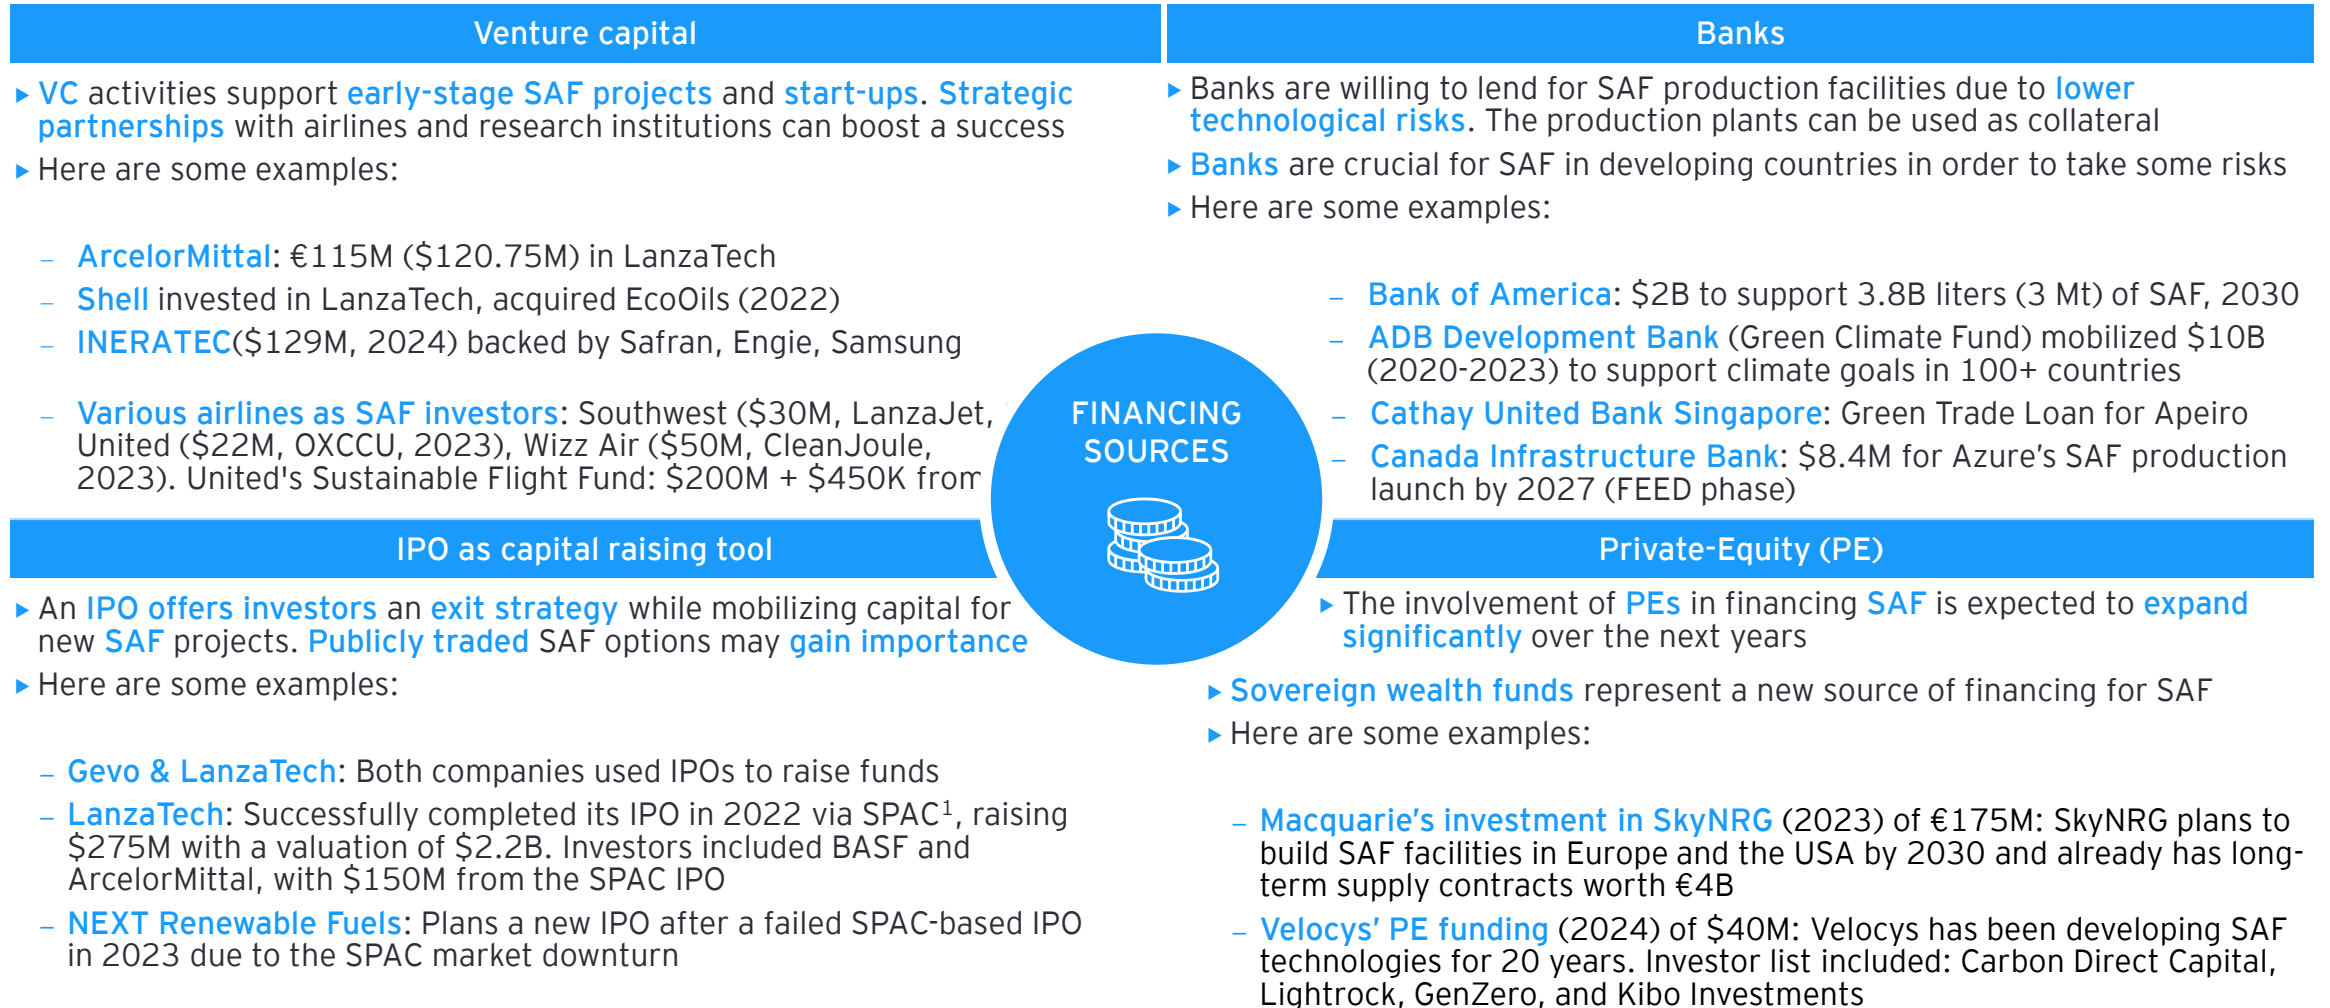 Venture capital
▸ VC activities support early-stage SAF projects and start-ups. Strategic
partnerships with airlines and research institutions can boost a success
▸ Here are some examples:
– ArcelorMittal: €115M ($120.75M) in LanzaTech
– Shell invested in LanzaTech, acquired EcoOils (2022)
– INERATEC($129M, 2024) backed by Safran, Engie, Samsung
– Various airlines as SAF investors: Southwest ($30M, LanzaJet,
United ($22M, OXCCU, 2023), Wizz Air ($50M, CleanJoule,
2023). United's Sustainable Flight Fund: $200M + $450K from
Banks
▸ Banks are willing to lend for SAF production facilities due to lower
technological risks. The production plants can be used as collateral
▸ Banks are crucial for SAF in developing countries in order to take some risks
▸ Here are some examples:
– Bank of America: $2B to support 3.8B liters (3 Mt) of SAF, 2030
– ADB Development Bank (Green Climate Fund) mobilized $10B
(2020-2023) to support climate goals in 100+ countries
– Cathay United Bank Singapore: Green Trade Loan for Apeiro
– Canada Infrastructure Bank: $8.4M for Azure’s SAF production
launch by 2027 (FEED phase)
FINANCING
SOURCES
IPO as capital raising tool
▸ An IPO offers investors an exit strategy while mobilizing capital for
new SAF projects. Publicly traded SAF options may gain importance
▸ Here are some examples:
– Gevo & LanzaTech: Both companies used IPOs to raise funds
– LanzaTech: Successfully completed its IPO in 2022 via SPAC¹, raising
$275M with a valuation of $2.2B. Investors included BASF and
ArcelorMittal, with $150M from the SPAC IPO
– NEXT Renewable Fuels: Plans a new IPO after a failed SPAC-based IPO
in 2023 due to the SPAC market downturn
Private-Equity (PE)
▸ The involvement of PEs in financing SAF is expected to expand
significantly over the next years
▸ Sovereign wealth funds represent a new source of financing for SAF
▸ Here are some examples:
– Macquarie’s investment in SkyNRG (2023) of €175M: SkyNRG plans to
build SAF facilities in Europe and the USA by 2030 and already has long-
term supply contracts worth €4B
– Velocys’ PE funding (2024) of $40M: Velocys has been developing SAF
technologies for 20 years. Investor list included: Carbon Direct Capital,
Lightrock, GenZero, and Kibo Investments